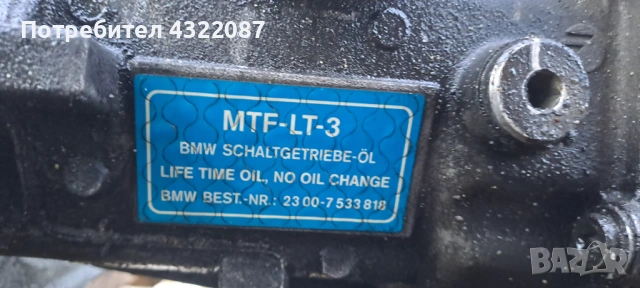 Потребител 4322087
MTF-LT-3
BMW SCHALTGETRIEBE-ÖL
LIFE TIME OIL, NO OIL CHANGE
BMW BEST.-NR.: 23 00-7 533 818
BAZAR